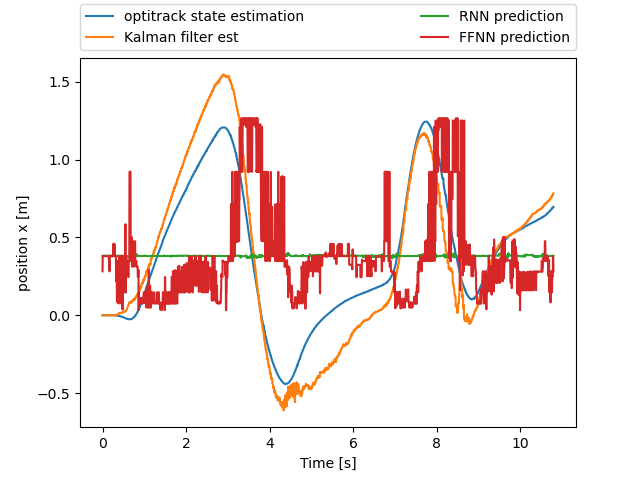 optitrack state estimation
Kalman filter est
RNN prediction
FFNN prediction
position x [m]
1.5
1.0
0.5
0.0
−0.5
0 2 4 6 8 10
Time [s]